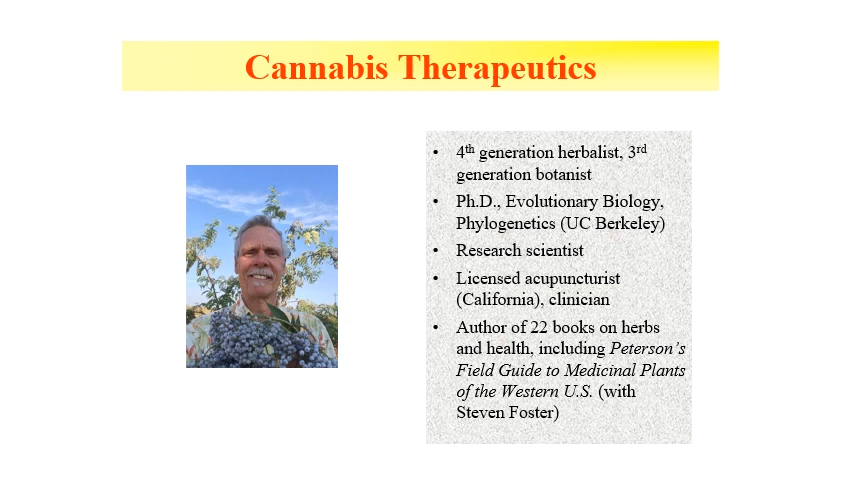 Cannabis Therapeutics
• 4th generation herbalist, 3rd
generation botanist
• Ph.D., Evolutionary Biology,
Phylogenetics (UC Berkeley)
• Research scientist
• Licensed acupuncturist
(California), clinician
• Author of 22 books on herbs
and health, including Peterson’s
Field Guide to Medicinal Plants
of the Western U.S. (with
Steven Foster)